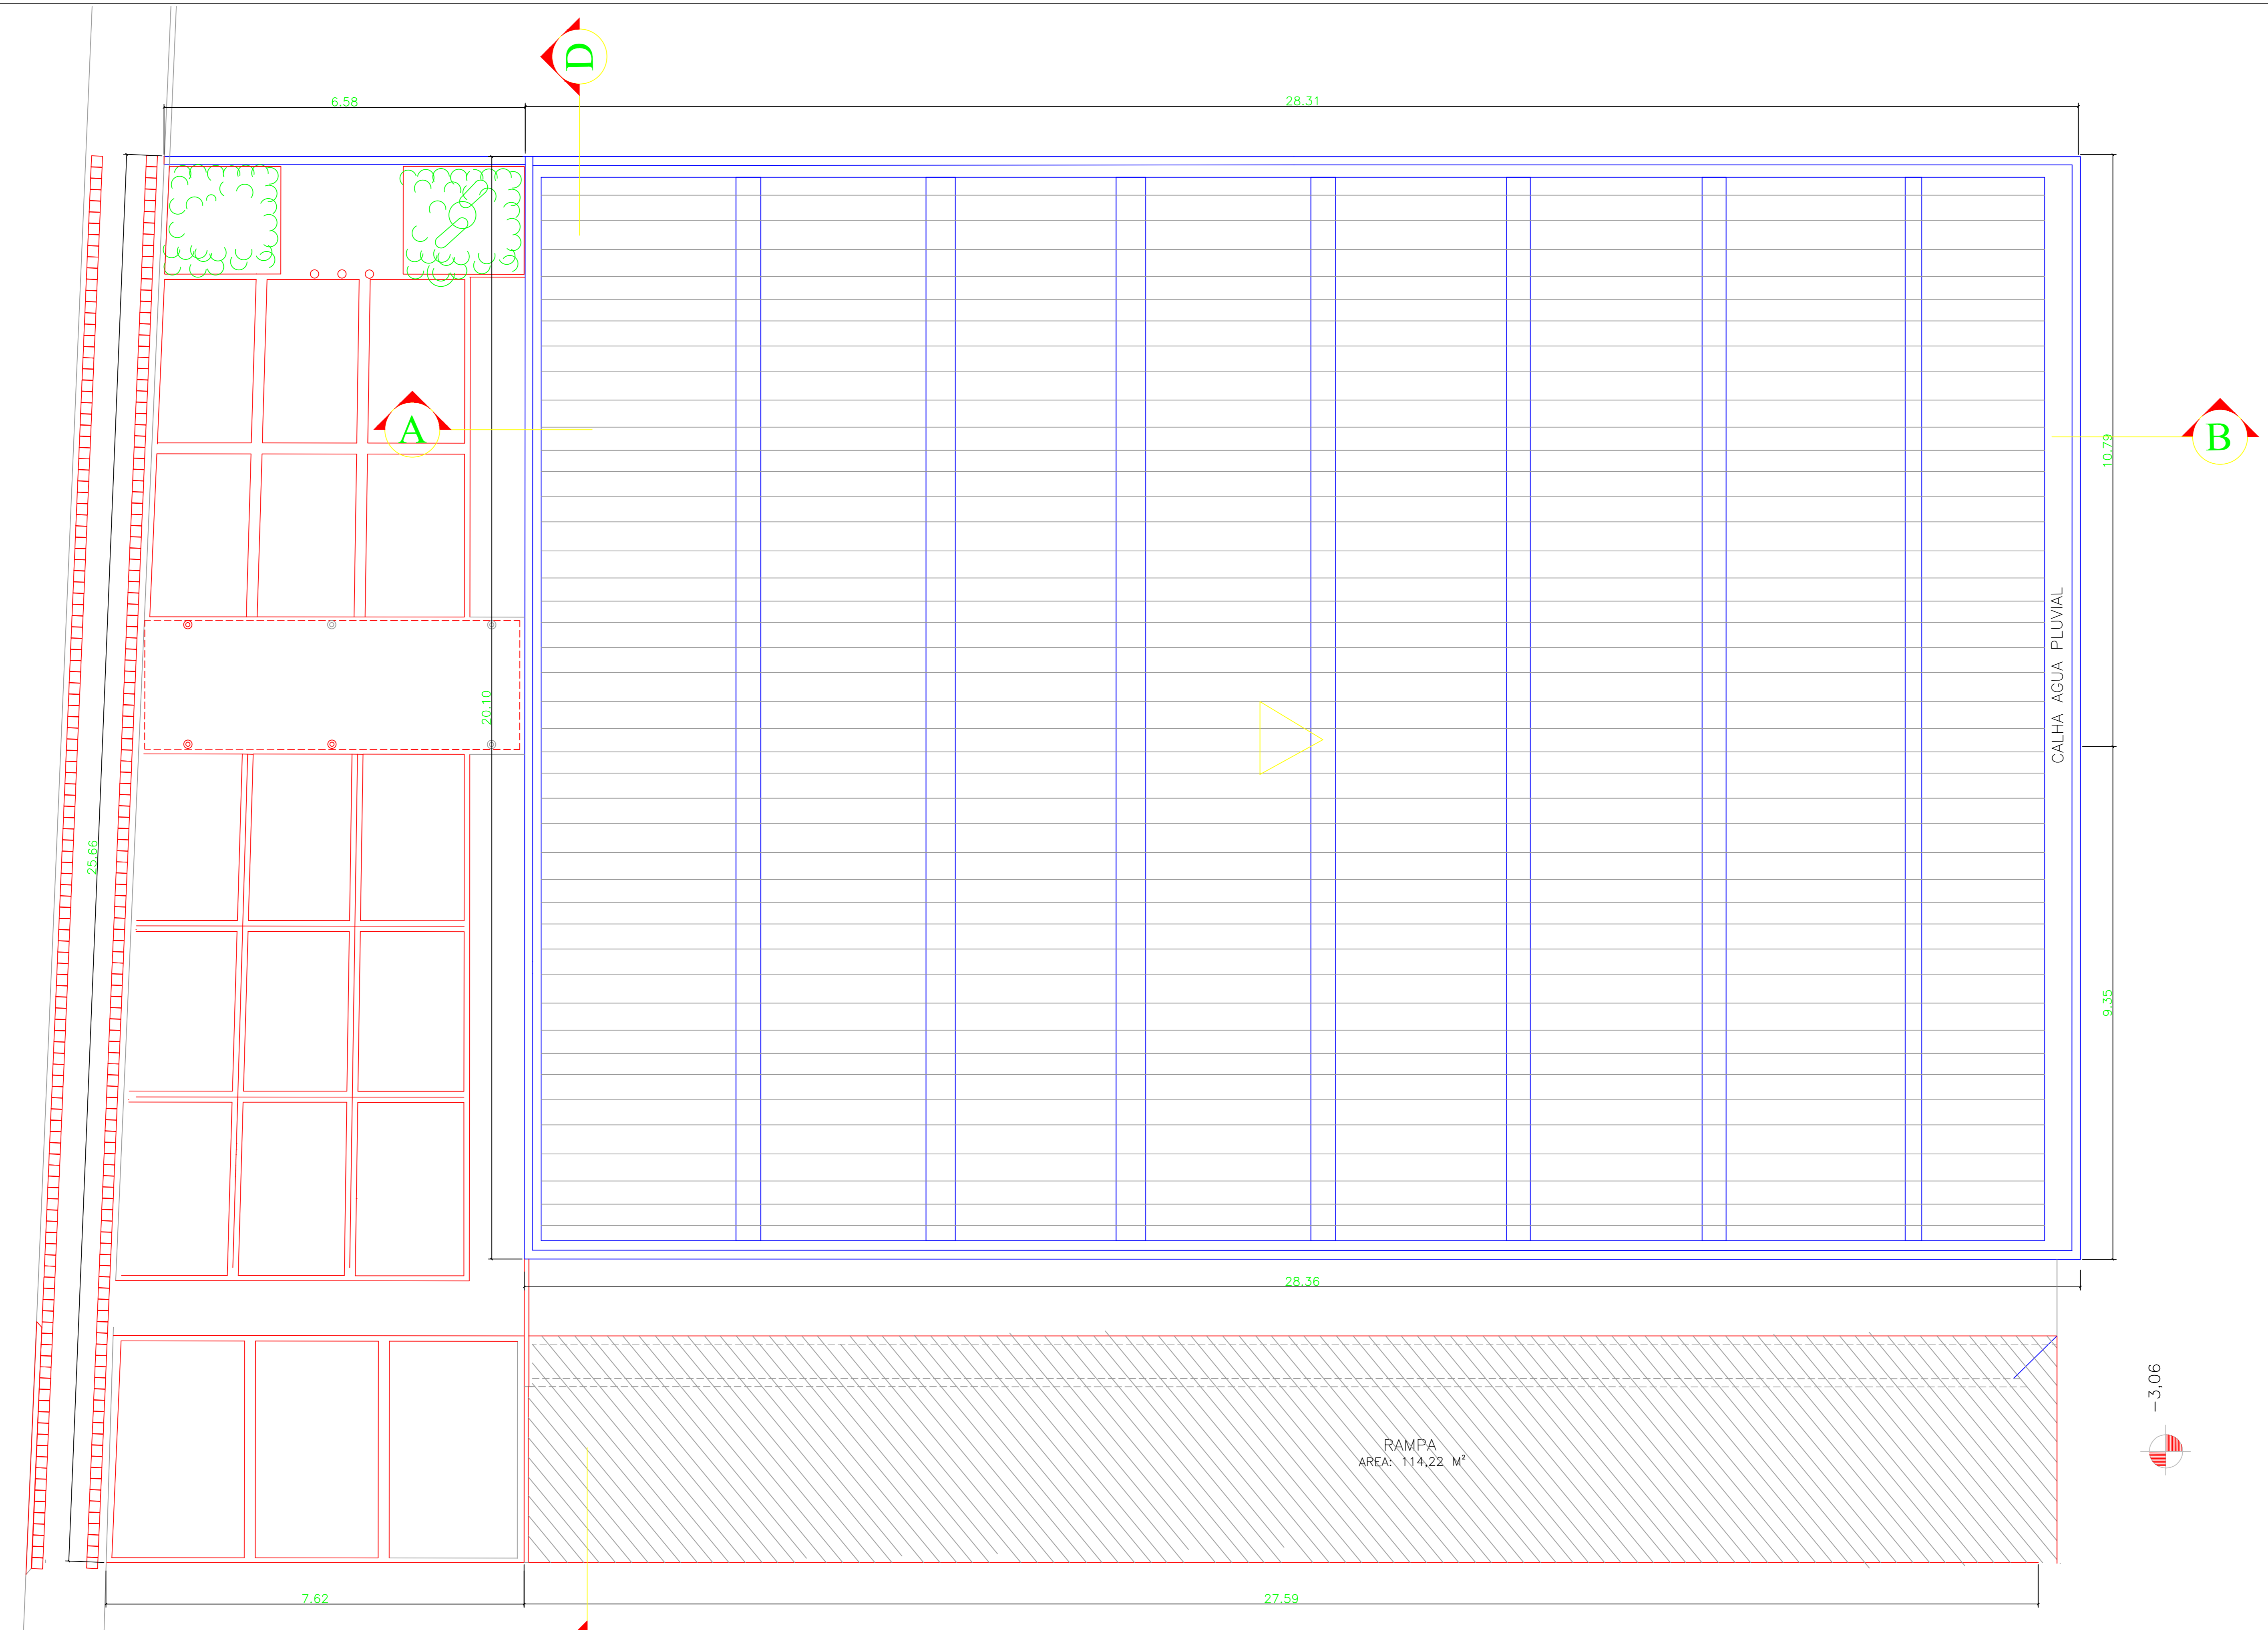 D
6.58
28.31
A
B
10.79
CALHA AGUA PLUVIAL
20.10
25.66
9.35
28.36
-3,06
RAMPA
AREA: 114,22 M²
7.62
27.59